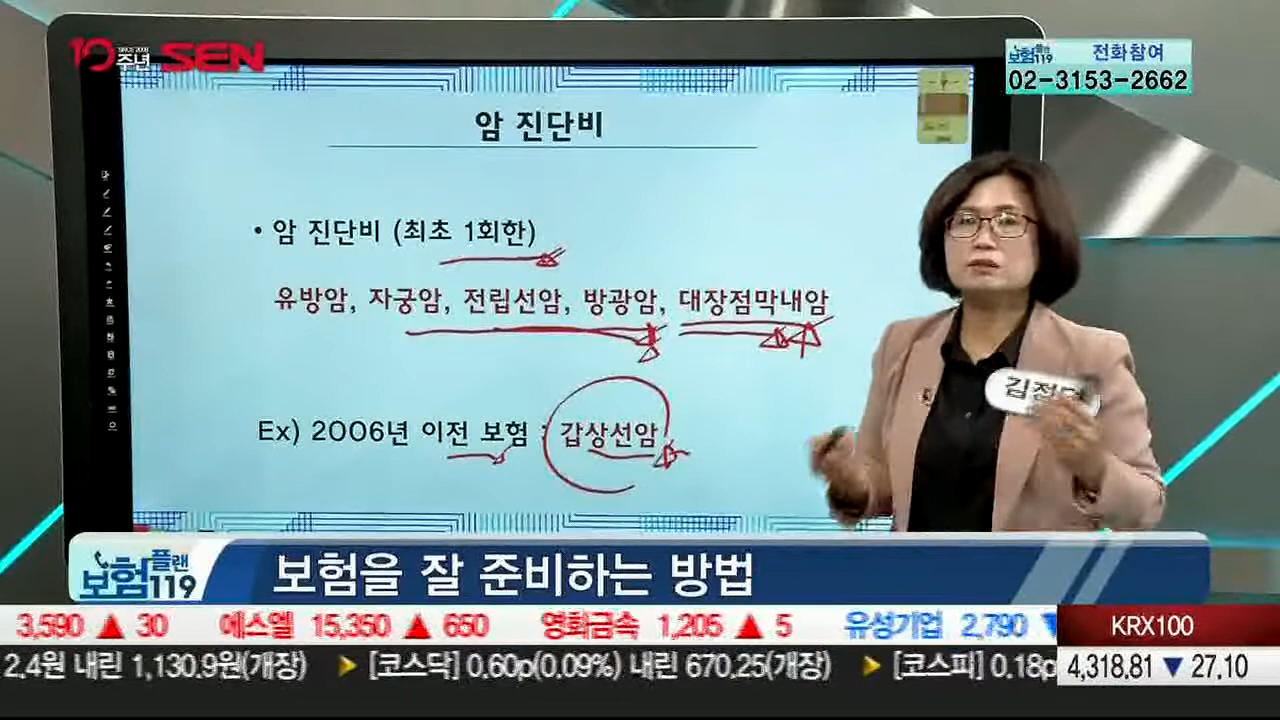 10주년 SEN
보험플랜119 전화참여
02-3153-2662
암 진단비
• 암 진단비 (최초 1회한)
유방암, 자궁암, 전립선암, 방광암, 대장점막내암
Ex) 2006년 이전 보험 : 갑상선암
보험플랜119 보험을 잘 준비하는 방법
3,590 ▲ 30 에스엘 15,350 ▲ 650 영화금속 1,205 ▲ 5 유성기업 2,790 ▼ KRX100
2.4원 내린 1,130.9원(개장) ▶ [코스닥] 0.60p(0.09%) 내린 670.25(개장) ▶ [코스피] 0.18p 4,318.81 ▼ 27.10